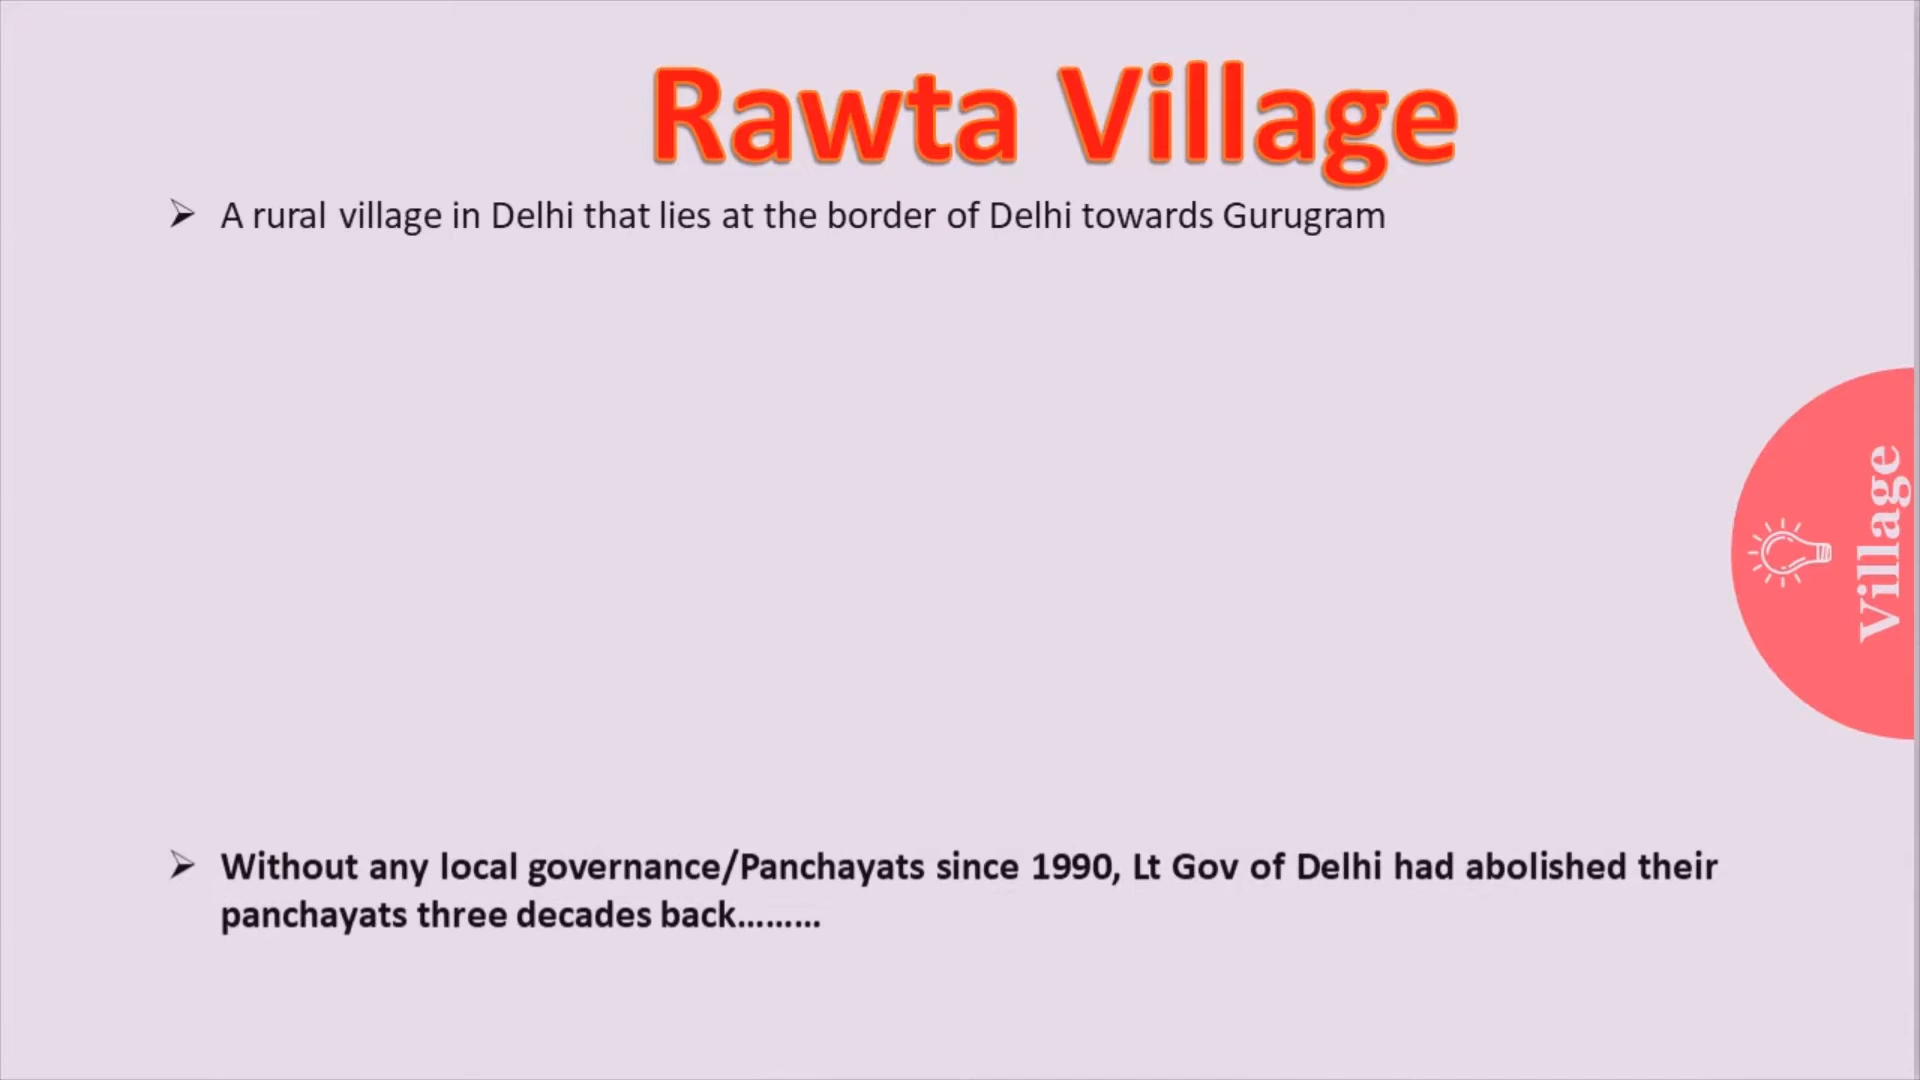 Rawta Village
➢ A rural village in Delhi that lies at the border of Delhi towards Gurugram
Village
➢ Without any local governance/Panchayats since 1990, Lt Gov of Delhi had abolished their
panchayats three decades back.........